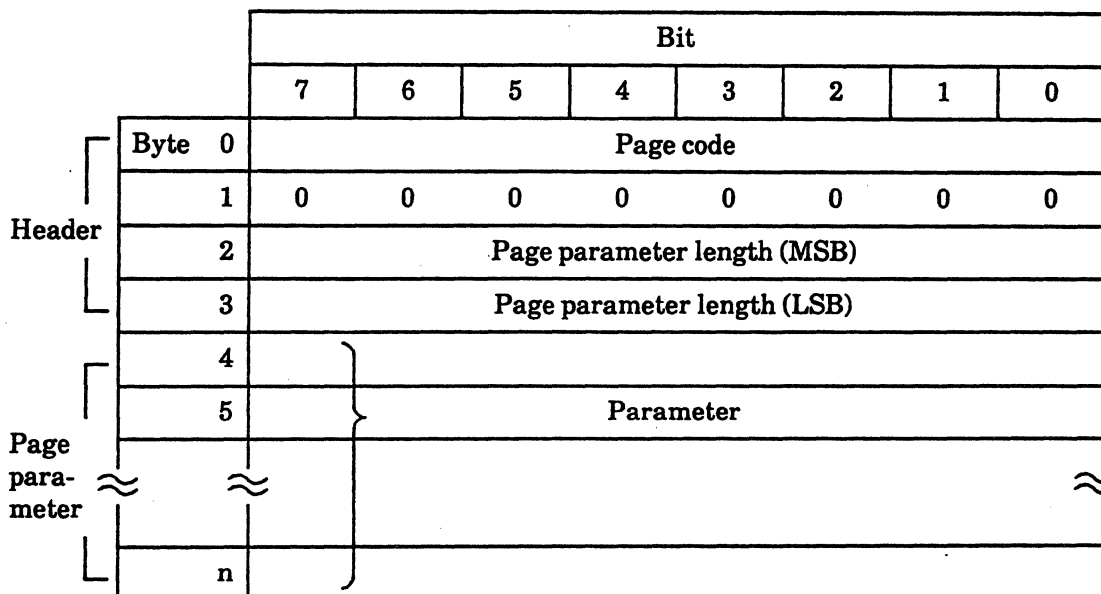 Bit
7 6 5 4 3 2 1 0
Byte 0 Page code
1 0 0 0 0 0 0 0 0
Header
2 Page parameter length (MSB)
3 Page parameter length (LSB)
4
5 Parameter
Page
para-
meter
n